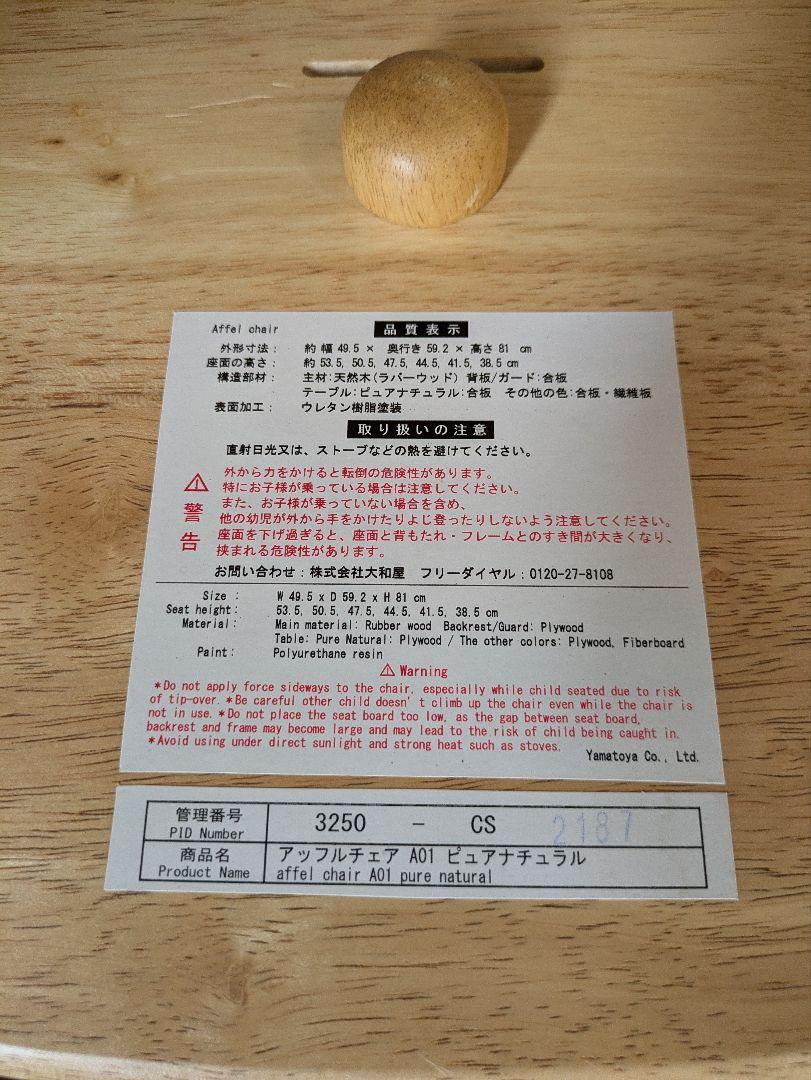 Affel chair 品質表示
外形寸法： 約 幅 49.5 × 奥行き 59.2 × 高さ 81 cm
座面の高さ： 約 53.5, 50.5, 47.5, 44.5, 41.5, 38.5 cm
構造部材： 主材：天然木（ラバーウッド） 背板/ガード：合板
テーブル：ピュアナチュラル：合板 その他の色：合板・繊維板
表面加工： ウレタン樹脂塗装
取り扱いの注意
直射日光又は、ストーブなどの熱を避けてください。
⚠警告
外から力をかけると転倒の危険性があります。
特にお子様が乗っている場合は注意してください。
また、お子様が乗っていない場合を含め、
他の幼児が外から手をかけたりよじ登ったりしないよう注意してください。
座面を下げ過ぎると、座面と背もたれ・フレームとのすき間が大きくなり、
挟まれる危険性があります。
お問い合わせ：株式会社大和屋 フリーダイヤル：0120-27-8108
Size : W 49.5 x D 59.2 x H 81 cm
Seat height: 53.5, 50.5, 47.5, 44.5, 41.5, 38.5 cm
Material: Main material: Rubber wood Backrest/Guard: Plywood
Table: Pure Natural: Plywood / The other colors: Plywood, Fiberboard
Paint: Polyurethane resin
⚠ Warning
*Do not apply force sideways to the chair, especially while child seated due to risk
of tip-over. *Be careful other child doesn't climb up the chair even while the chair is
not in use. *Do not place the seat board too low, as the gap between seat board,
backrest and frame may become large and may lead to the risk of child being caught in.
*Avoid using under direct sunlight and strong heat such as stoves.
Yamatoya Co., Ltd.
管理番号 3250 - CS 2187
PID Number
商品名 アッフルチェア A01 ピュアナチュラル
Product Name affel chair A01 pure natural